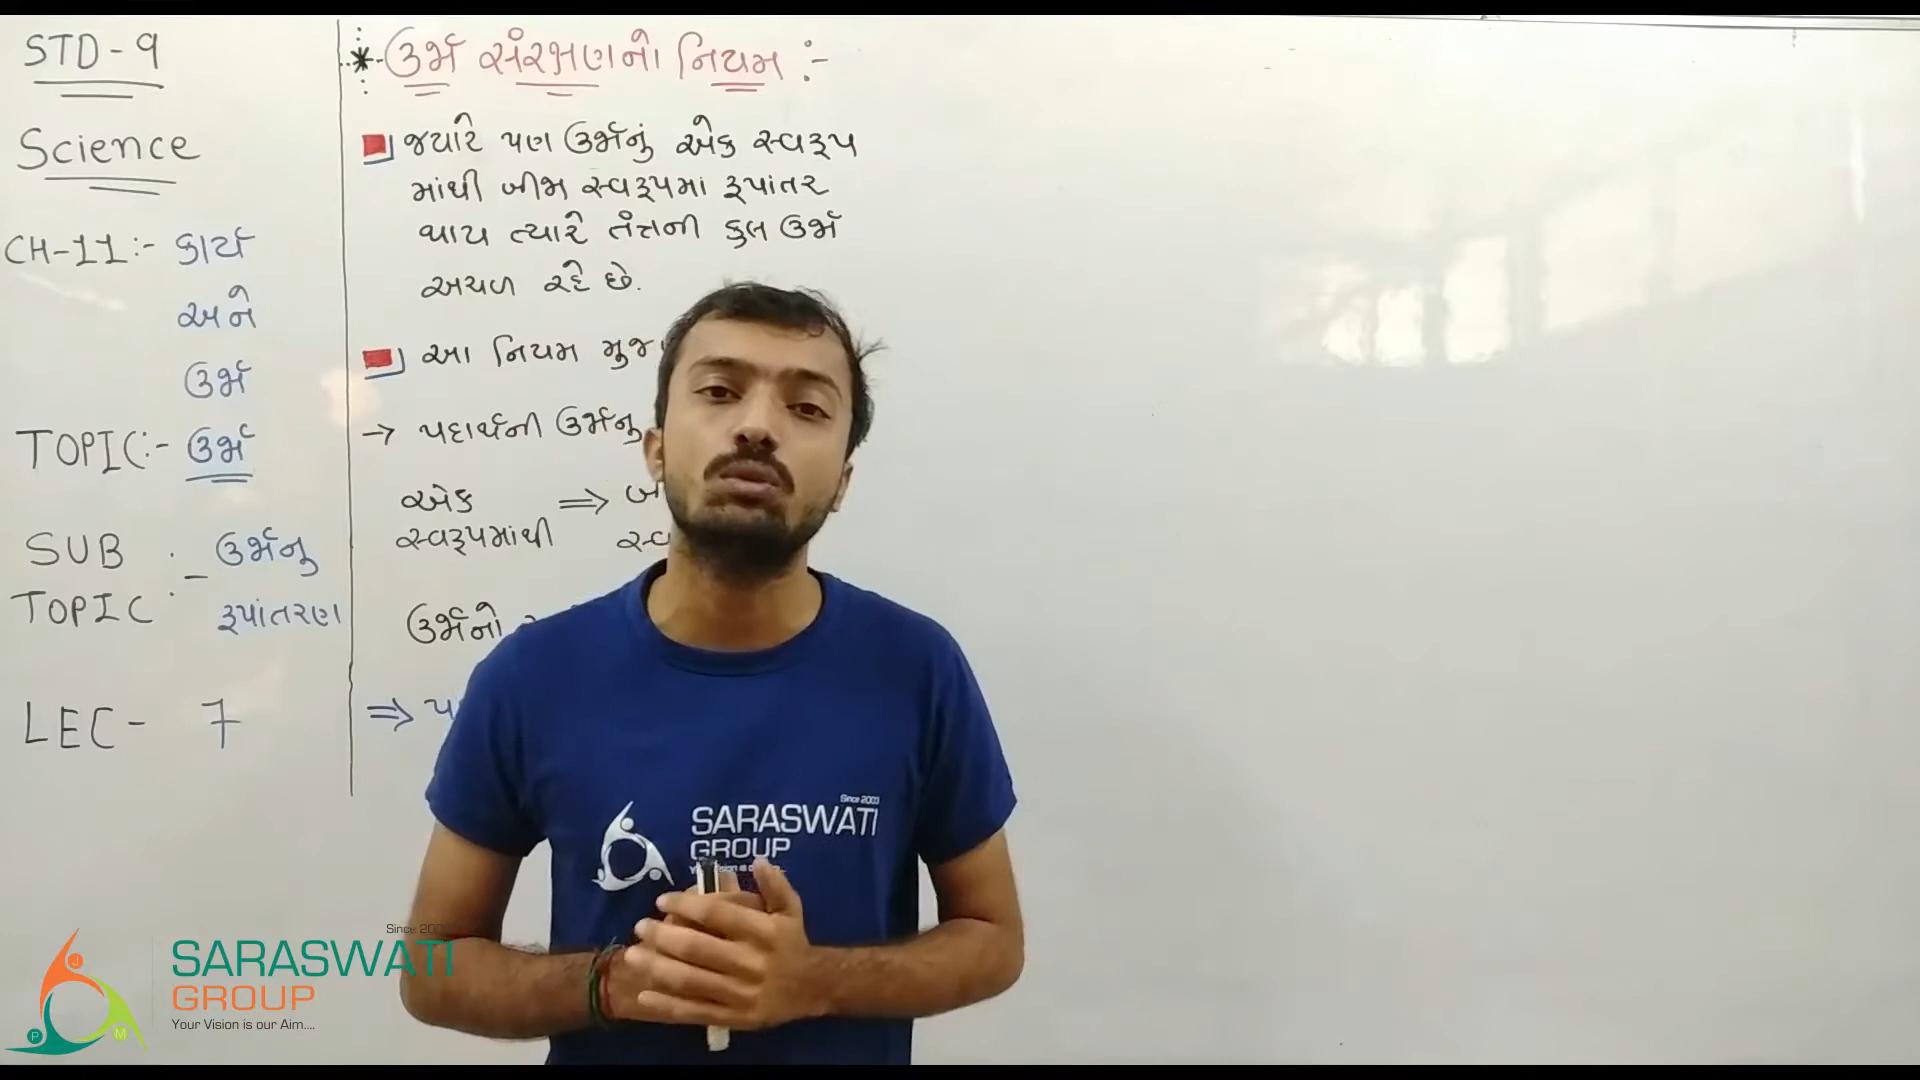 STD-9
Science
CH-11:- કાર્ય
અને
ઉર્જા
TOPIC:- ઉર્જા
SUB TOPIC :- ઉર્જાનુ
રૂપાંતરણ
LEC- 7
* ઉર્જા સંરક્ષણનો નિયમ :-
જયારે પણ ઉર્જાનું એક સ્વરૂપ
માંથી બીજા સ્વરૂપમાં રૂપાંતર
થાય ત્યારે તંત્રની કુલ ઉર્જા
અચળ રહે છે.
આ નિયમ
→ પદાર્થની ઉર્જાનુ
એક ⇒
સ્વરૂપમાંથી
ઉર્જાનો
⇒
Since 2003
SARASWATI
GROUP
SARASWATI
GROUP
Your Vision is our Aim....
J
P
M